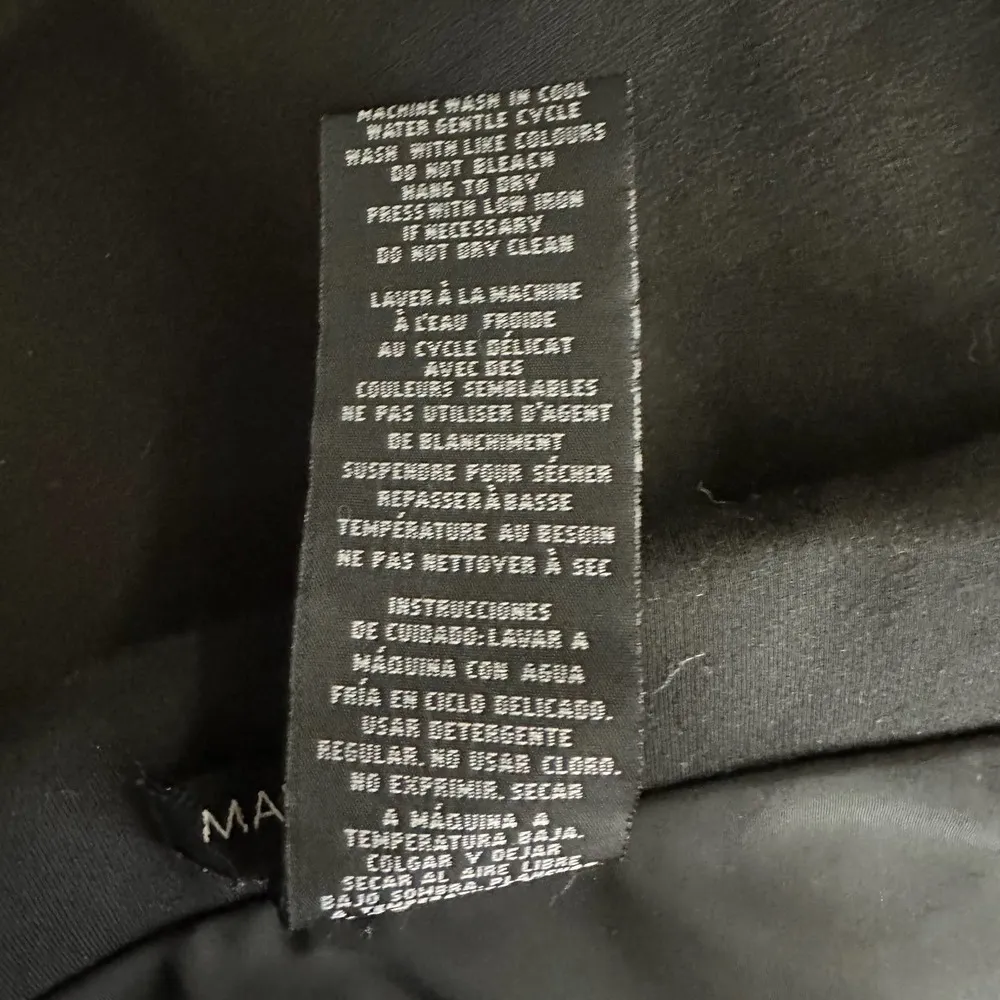 MACHINE WASH IN COOL
WATER GENTLE CYCLE
WASH WITH LIKE COLOURS
DO NOT BLEACH
HANG TO DRY
PRESS WITH LOW IRON
IF NECESSARY
DO NOT DRY CLEAN
LAVER À LA MACHINE
À L'EAU FROIDE
AU CYCLE DÉLICAT
AVEC DES
COULEURS SEMBLABLES
NE PAS UTILISER D'AGENT
DE BLANCHIMENT
SUSPENDRE POUR SÉCHER
REPASSER À BASSE
TEMPÉRATURE AU BESOIN
NE PAS NETTOYER À SEC
INSTRUCCIONES
DE CUIDADO: LAVAR A
MÁQUINA CON AGUA
FRÍA EN CICLO DELICADO.
USAR DETERGENTE
REGULAR. NO USAR CLORO.
NO EXPRIMIR. SECAR
A MÁQUINA A
TEMPERATURA BAJA.
COLGAR Y DEJAR
SECAR AL AIRE LIBRE
BAJO SOMBRA.
MA